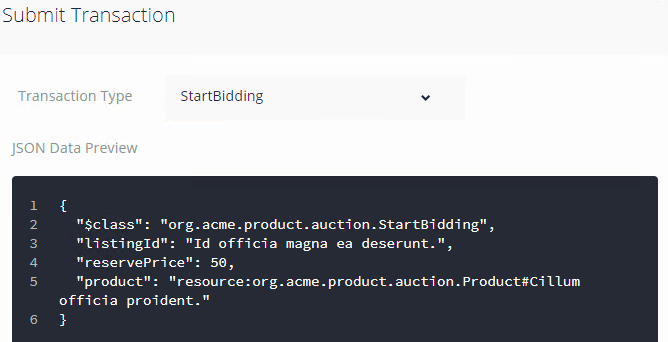 Submit Transaction
Transaction Type StartBidding
JSON Data Preview
1 {
2 "$class": "org.acme.product.auction.StartBidding",
3 "listingId": "Id officia magna ea deserunt.",
4 "reservePrice": 50,
5 "product": "resource:org.acme.product.auction.Product#Cillum
officia proident."
6 }